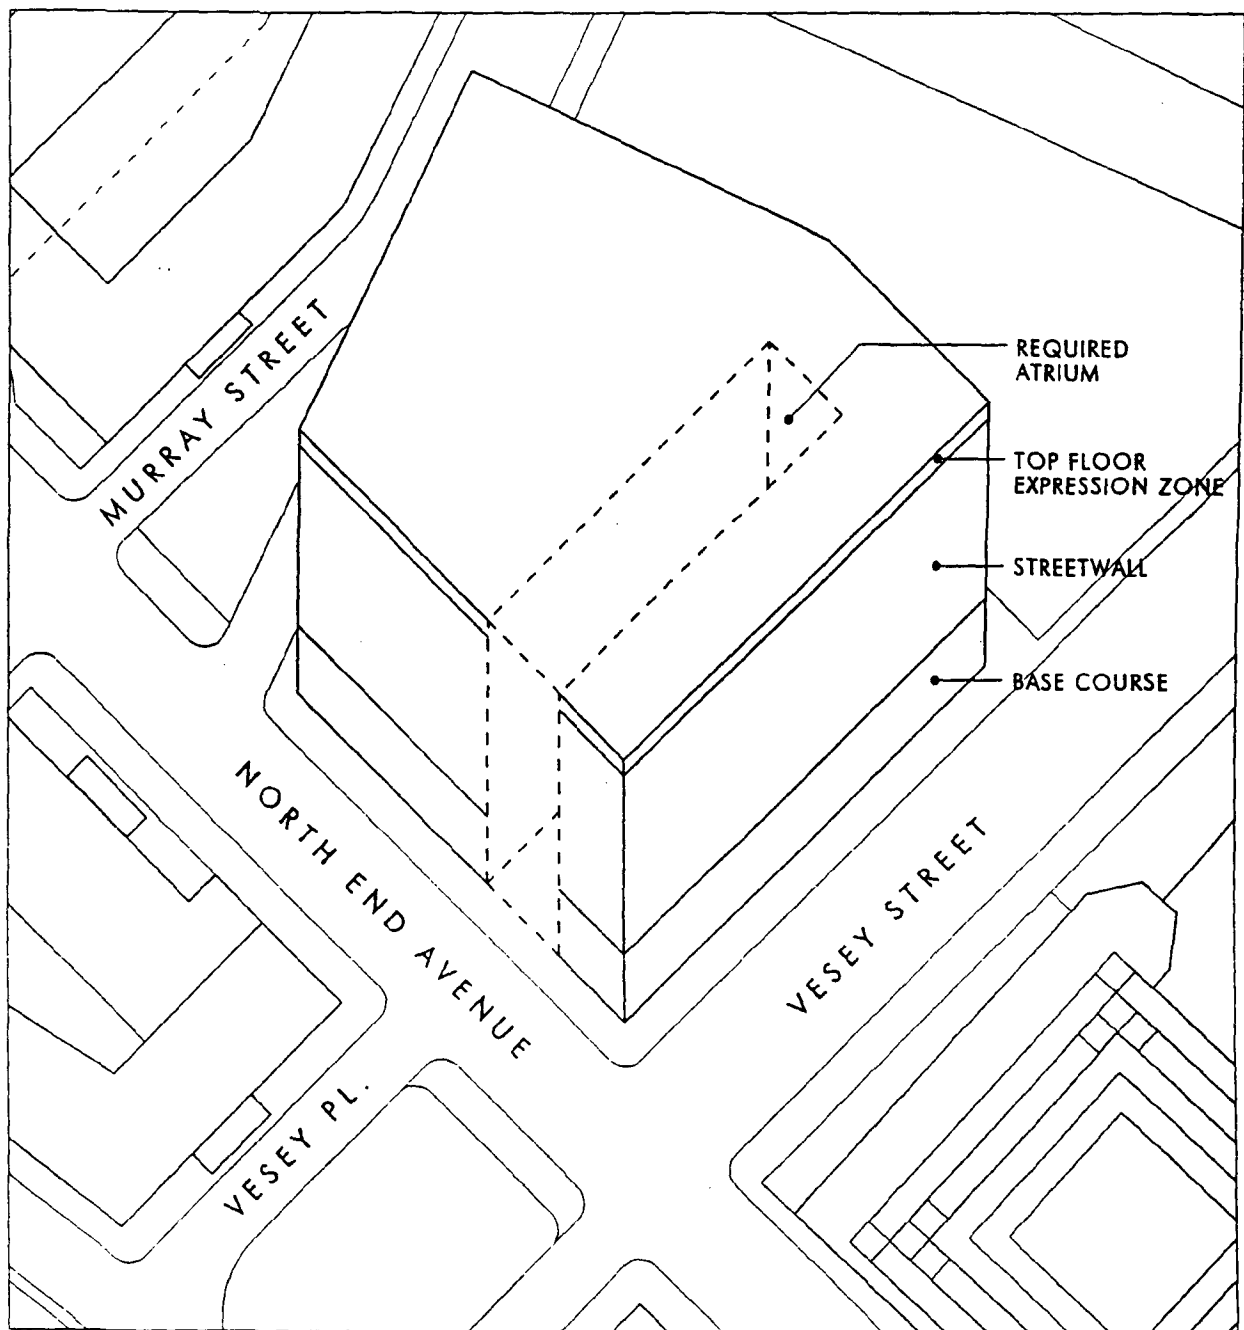 REQUIRED
ATRIUM
MURRAY STREET
TOP FLOOR
EXPRESSION ZONE
STREETWALL
BASE COURSE
NORTH END AVENUE
VESEY STREET
VESEY PL.